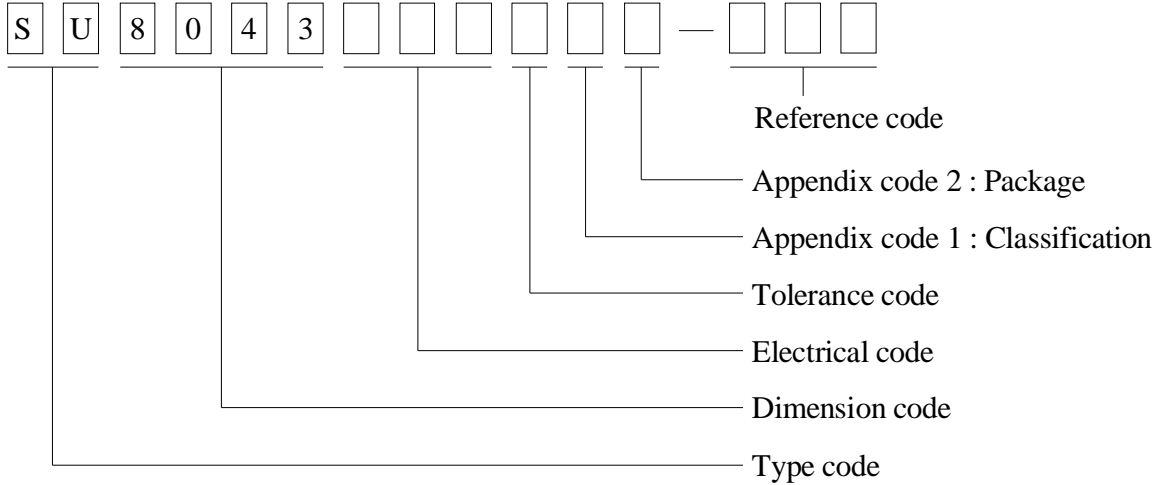 S U 8 0 4 3 —
Reference code
Appendix code 2 : Package
Appendix code 1 : Classification
Tolerance code
Electrical code
Dimension code
Type code